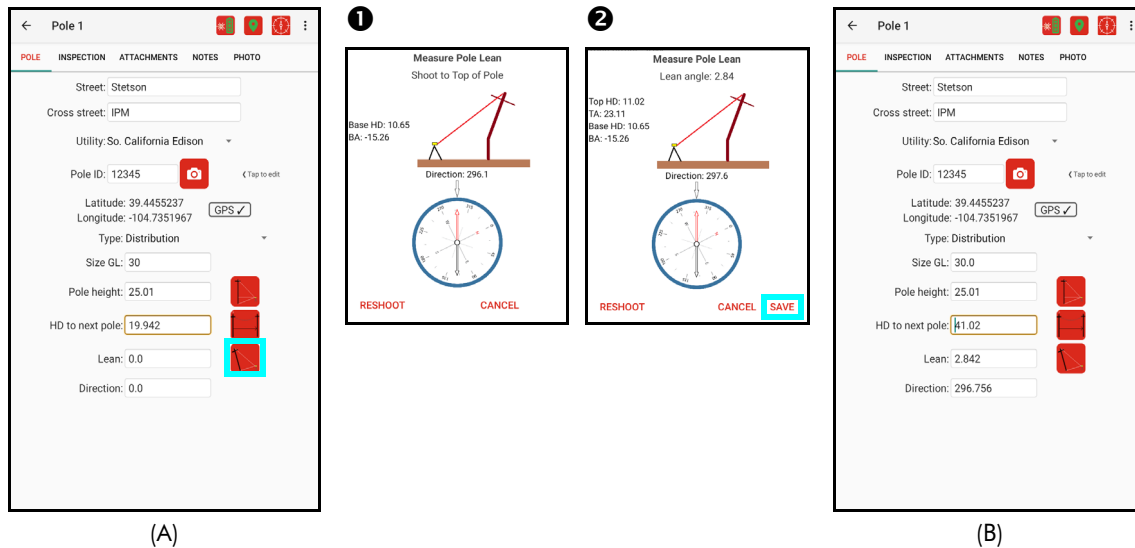 Pole 1
POLE INSPECTION ATTACHMENTS NOTES PHOTO
Street: Stetson
Cross street: IPM
Utility: So. California Edison
Pole ID: 12345
Tap to edit
Latitude: 39.4455237
Longitude: -104.7351967
GPS ✓
Type: Distribution
Size GL: 30
Pole height: 25.01
HD to next pole: 19.942
Lean: 0.0
Direction: 0.0
(A)
❶
Measure Pole Lean
Shoot to Top of Pole
Base HD: 10.65
BA: -15.26
Direction: 296.1
RESHOOT CANCEL
❷
Measure Pole Lean
Lean angle: 2.84
Top HD: 11.02
TA: 23.11
Base HD: 10.65
BA: -15.26
Direction: 297.6
RESHOOT CANCEL SAVE
Pole 1
POLE INSPECTION ATTACHMENTS NOTES PHOTO
Street: Stetson
Cross street: IPM
Utility: So. California Edison
Pole ID: 12345
Tap to edit
Latitude: 39.4455237
Longitude: -104.7351967
GPS ✓
Type: Distribution
Size GL: 30.0
Pole height: 25.01
HD to next pole: 41.02
Lean: 2.842
Direction: 296.756
(B)